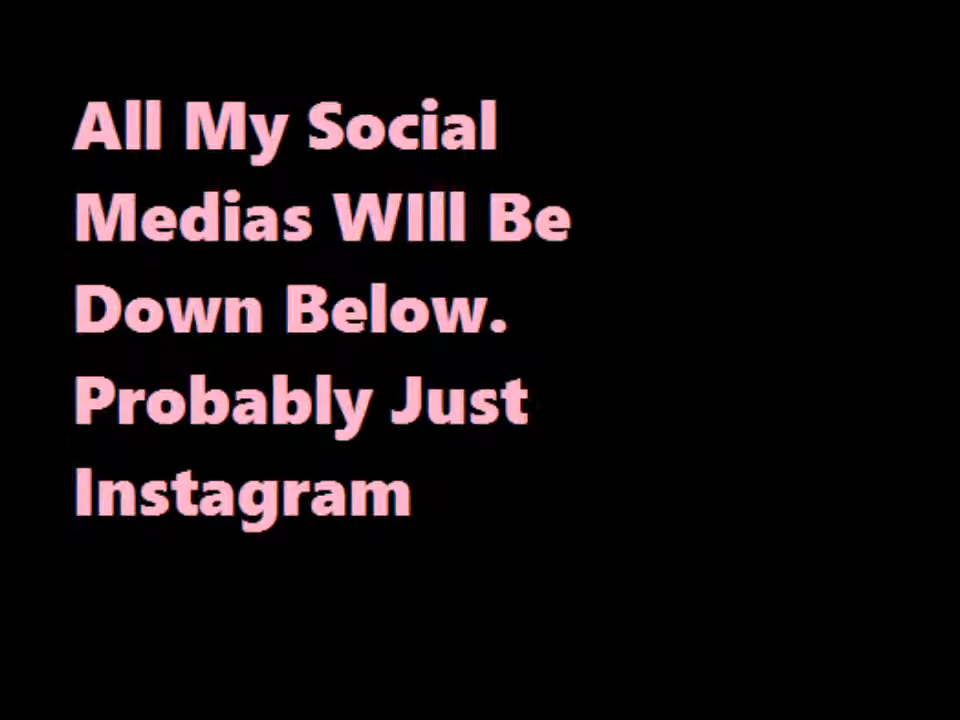 All My Social
Medias WIll Be
Down Below.
Probably Just
Instagram